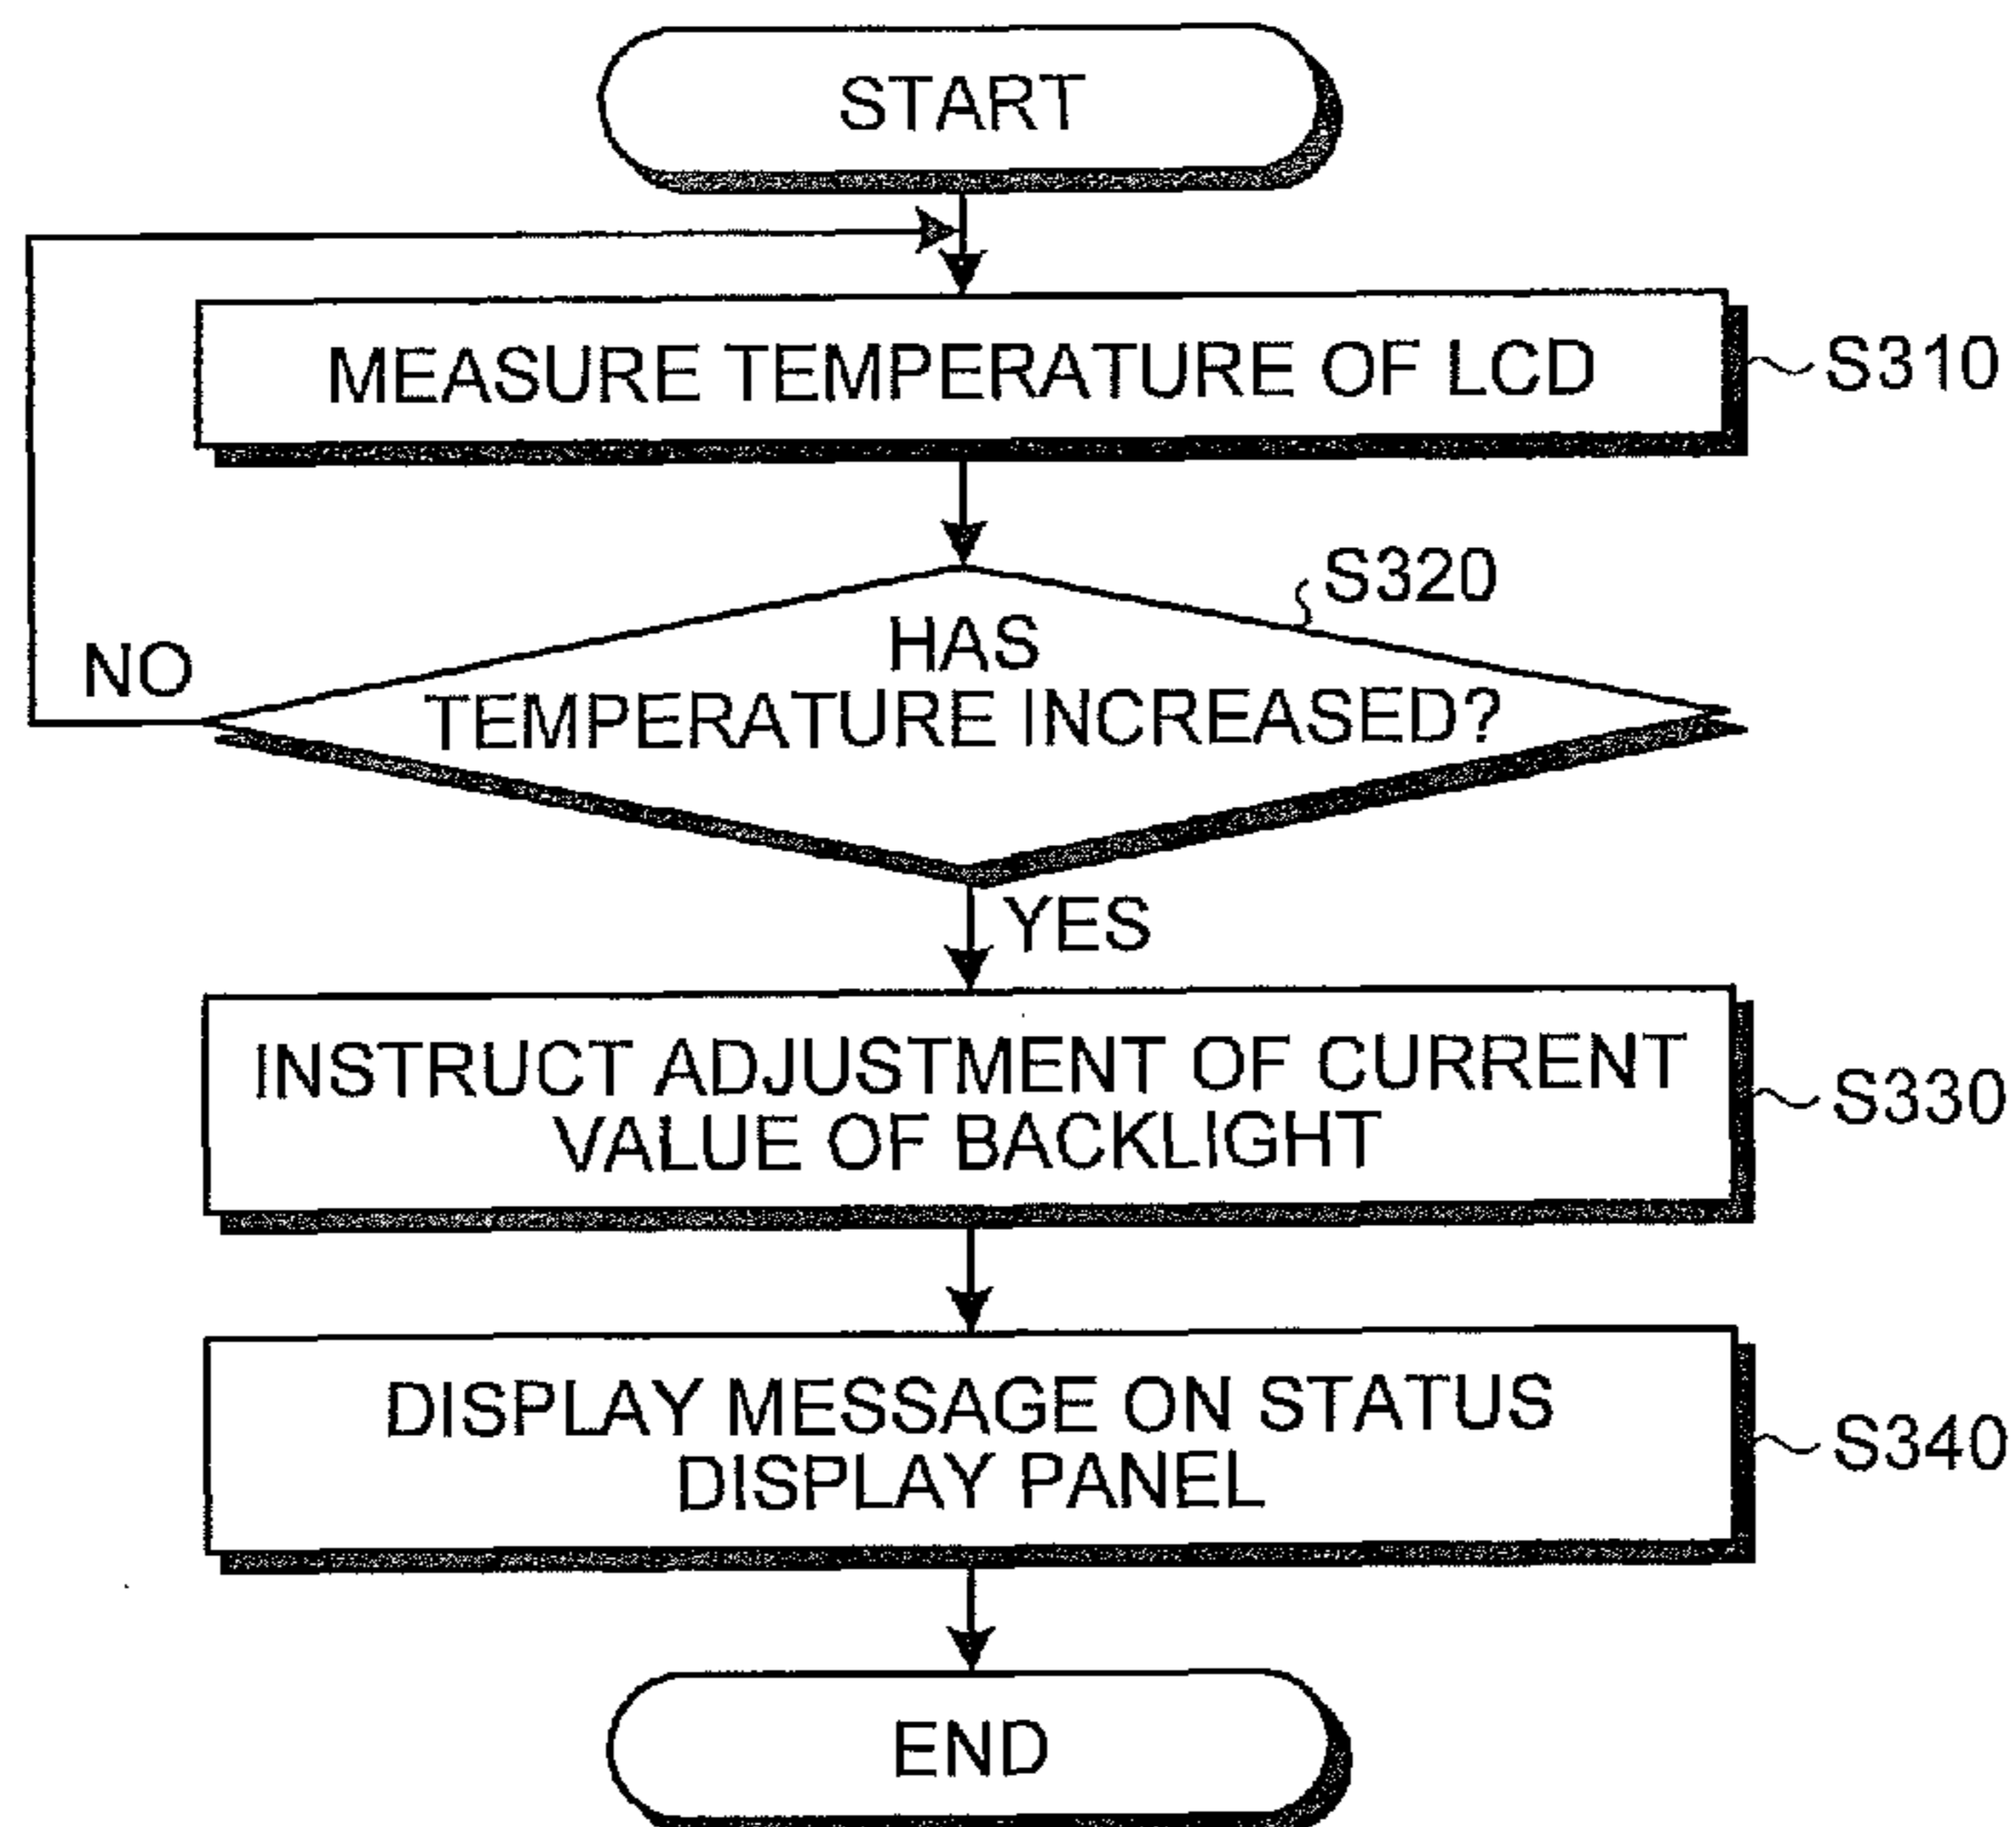 START
MEASURE TEMPERATURE OF LCD
S310
S320
HAS
TEMPERATURE INCREASED?
NO
YES
INSTRUCT ADJUSTMENT OF CURRENT
VALUE OF BACKLIGHT
S330
DISPLAY MESSAGE ON STATUS
DISPLAY PANEL
S340
END